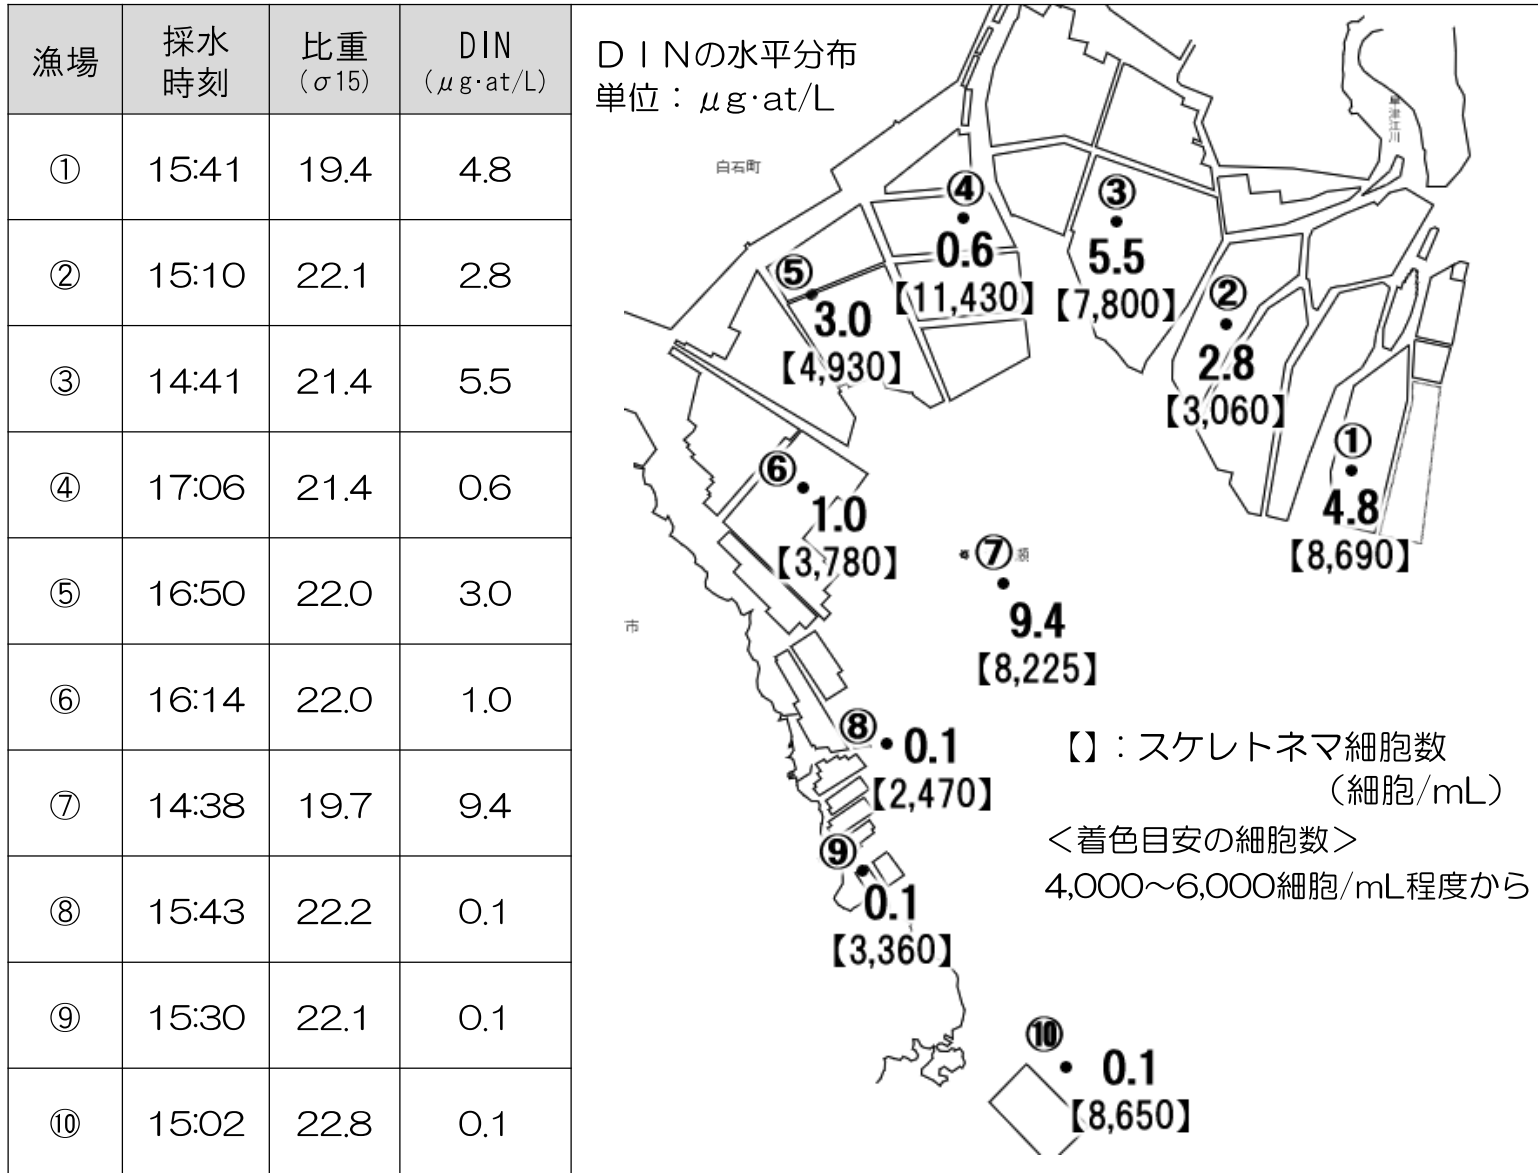 漁場 採水時刻 比重(σ15) DIN(μg·at/L)
① 15:41 19.4 4.8
② 15:10 22.1 2.8
③ 14:41 21.4 5.5
④ 17:06 21.4 0.6
⑤ 16:50 22.0 3.0
⑥ 16:14 22.0 1.0
⑦ 14:38 19.7 9.4
⑧ 15:43 22.2 0.1
⑨ 15:30 22.1 0.1
⑩ 15:02 22.8 0.1
DINの水平分布
単位:μg·at/L
白石町
④
0.6
【11,430】
③
5.5
【7,800】
⑤
3.0
【4,930】
②
2.8
【3,060】
①
4.8
【8,690】
⑥
1.0
【3,780】
⑦
9.4
【8,225】
市
⑧
0.1
【2,470】
【】:スケレトネマ細胞数
(細胞/mL)
<着色目安の細胞数>
4,000~6,000細胞/mL程度から
⑨
0.1
【3,360】
⑩
0.1
【8,650】